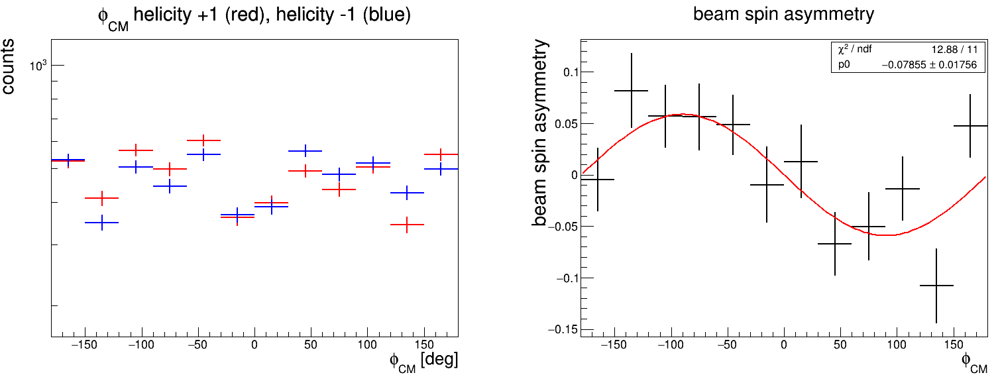 ϕCM helicity +1 (red), helicity -1 (blue)
counts
10³
−150 −100 −50 0 50 100 150
ϕCM [deg]
beam spin asymmetry
beam spin asymmetry
χ² / ndf 12.88 / 11
p0 −0.07855 ± 0.01756
0.1
0.05
0
−0.05
−0.1
−0.15
−150 −100 −50 0 50 100 150
ϕCM